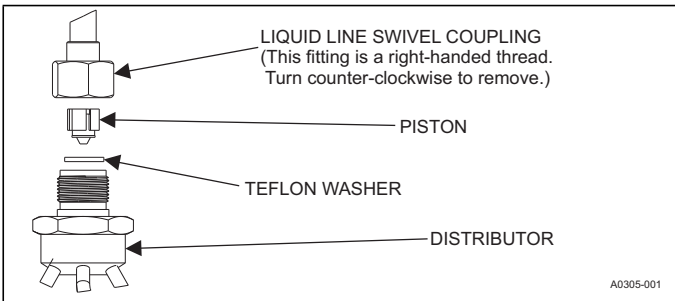 LIQUID LINE SWIVEL COUPLING
(This fitting is a right-handed thread.
Turn counter-clockwise to remove.)
PISTON
TEFLON WASHER
DISTRIBUTOR
A0305-001